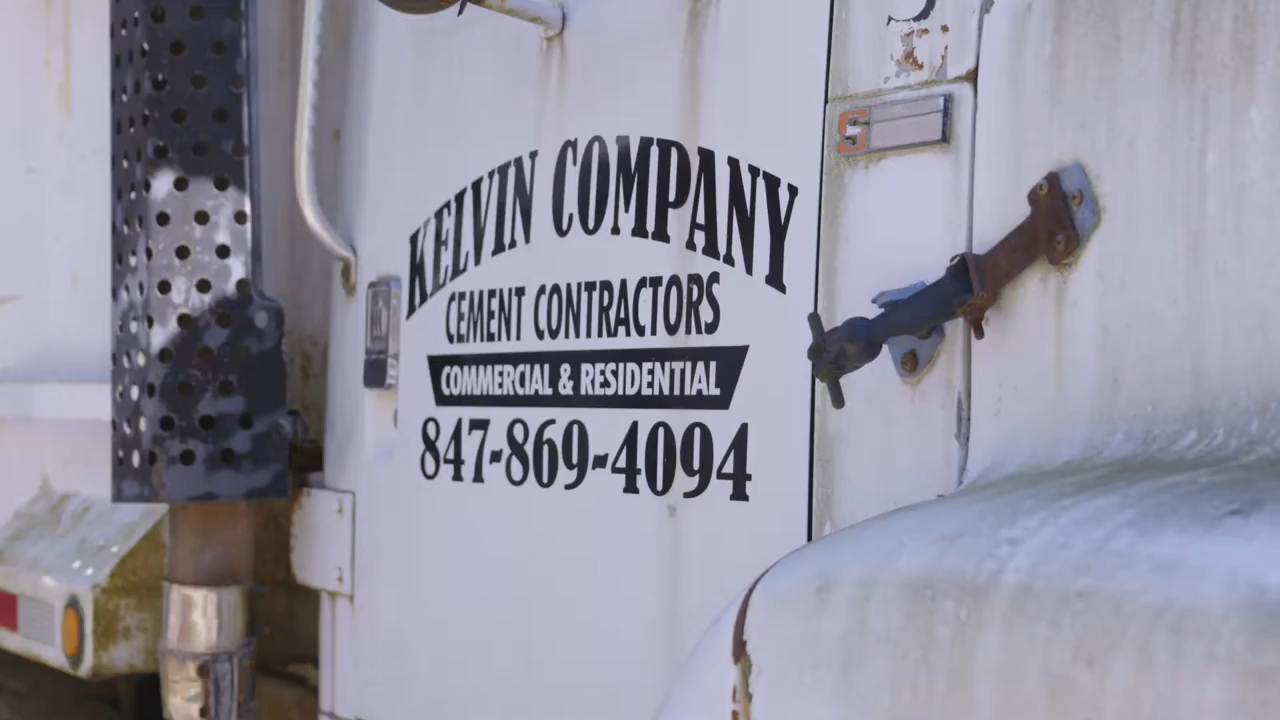 KELVIN COMPANY
CEMENT CONTRACTORS
COMMERCIAL & RESIDENTIAL
847-869-4094
S